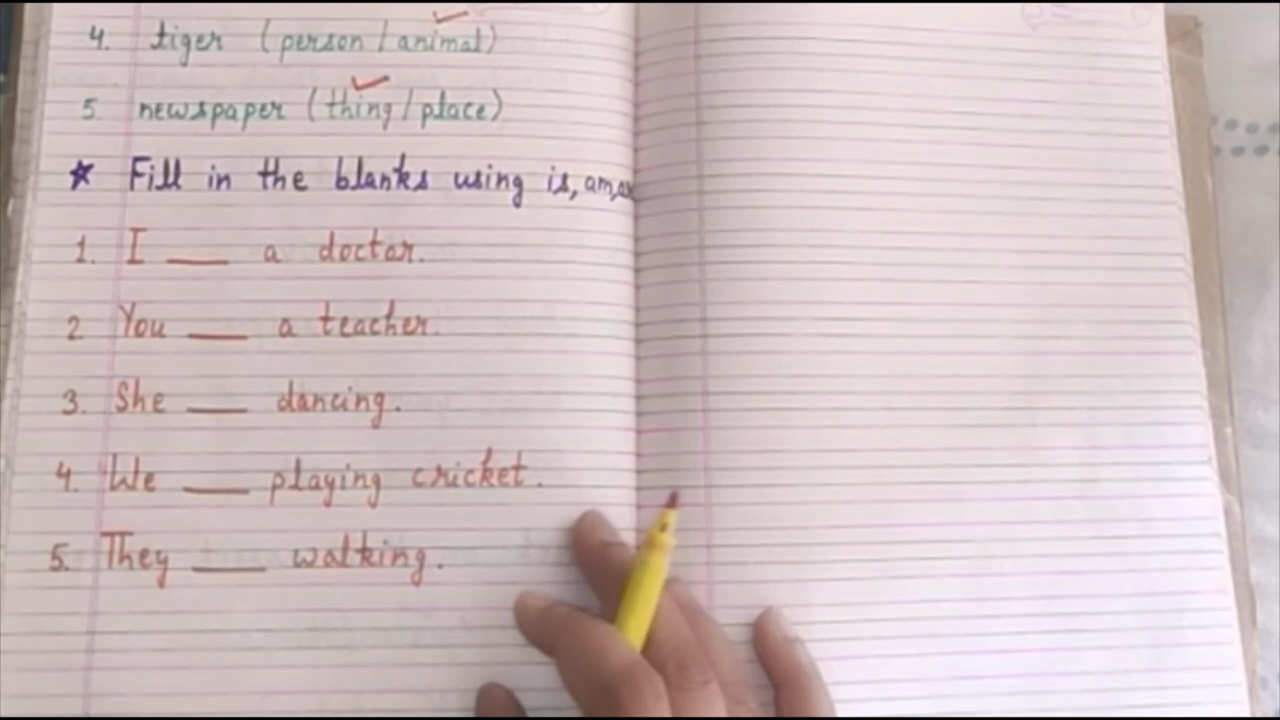 4. tiger (person / animal)
5. newspaper (thing / place)
★ Fill in the blanks using is, am,
1. I ___ a doctor.
2. You ___ a teacher.
3. She ___ dancing.
4. We ___ playing cricket.
5. They ___ walking.